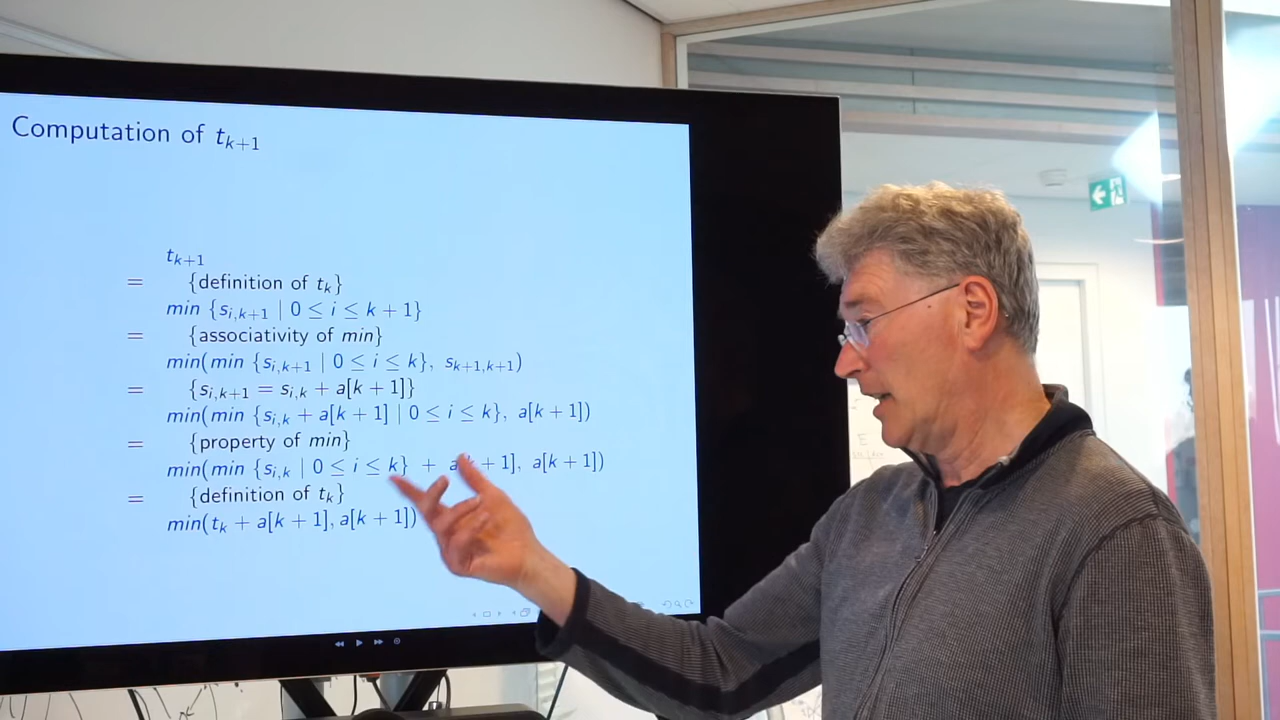 Computation of t_{k+1}
t_{k+1}
= {definition of t_k}
min {s_{i,k+1} | 0 ≤ i ≤ k + 1}
= {associativity of min}
min(min {s_{i,k+1} | 0 ≤ i ≤ k}, s_{k+1,k+1})
= {s_{i,k+1} = s_{i,k} + a[k + 1]}
min(min {s_{i,k} + a[k + 1] | 0 ≤ i ≤ k}, a[k + 1])
= {property of min}
min(min {s_{i,k} | 0 ≤ i ≤ k} + a[k + 1], a[k + 1])
= {definition of t_k}
min(t_k + a[k + 1], a[k + 1])